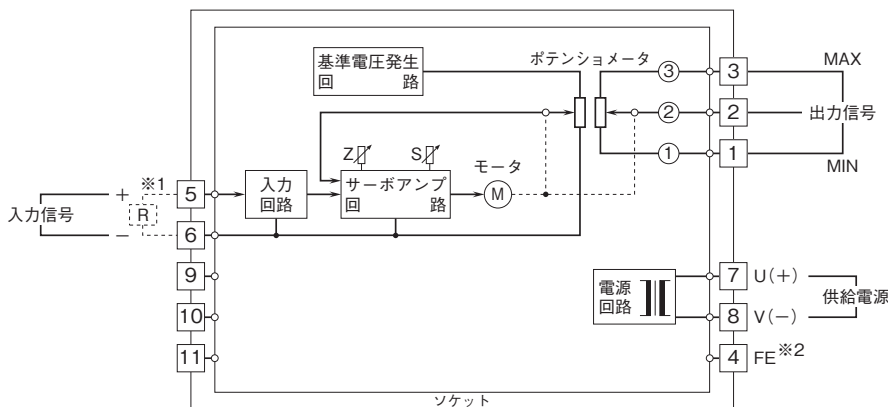 基準電圧発生
回 路
ポテンショメータ
3
3
MAX
2
2
出力信号
1
1
MIN
Z
S
モータ
※1
入力信号
+
R
−
5
6
入力
回路
サーボアンプ
回 路
M
9
10
11
電源
回路
7
U(+)
8
V(−)
供給電源
4
FE※2
ソケット